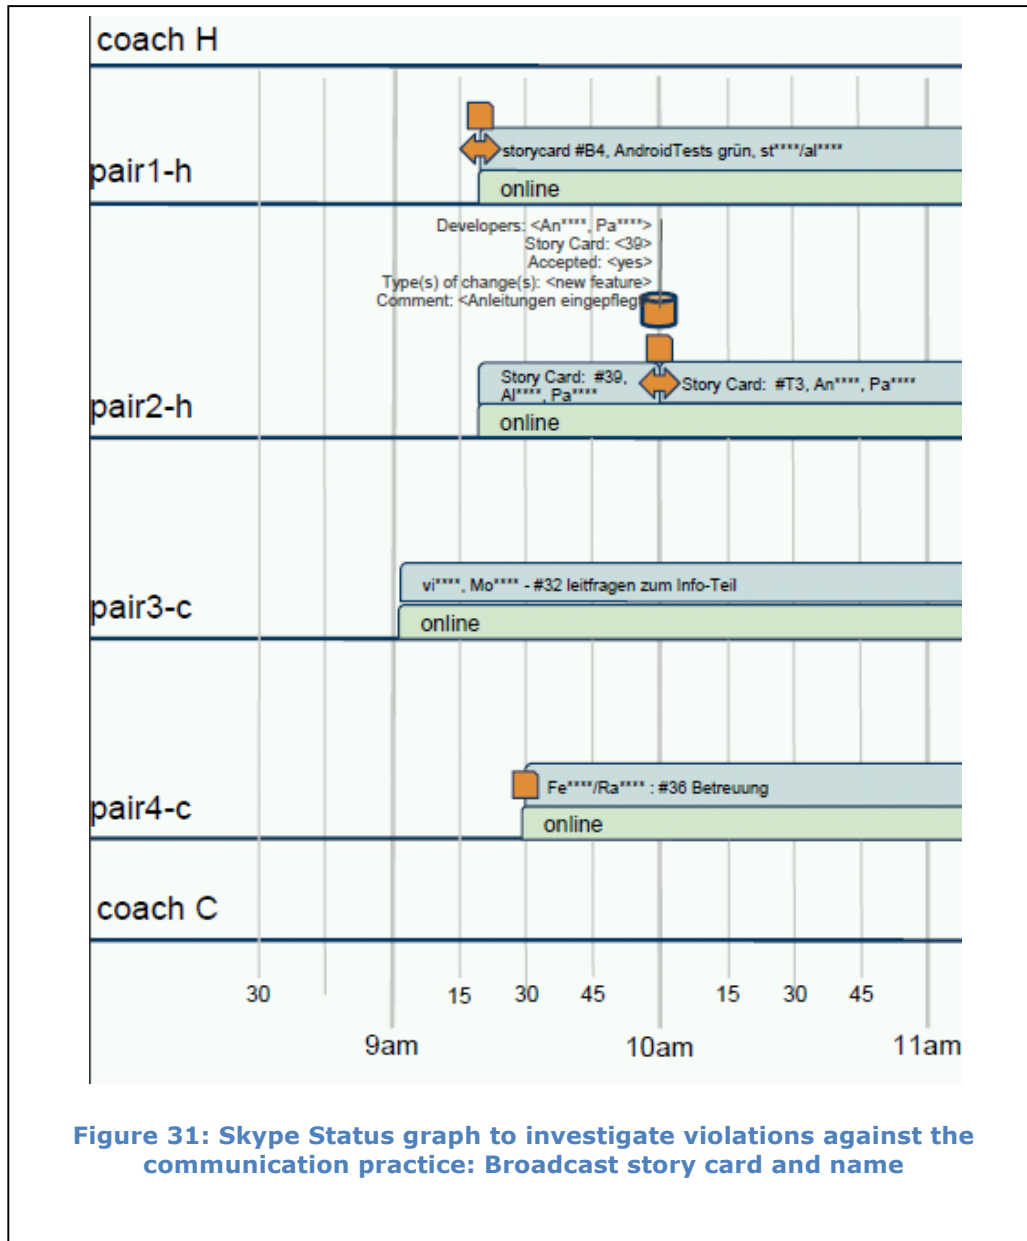 coach H
pair1-h
storycard #B4, AndroidTests grün, st****/al****
online
Developers: <An****, Pa****>
Story Card: <39>
Accepted: <yes>
Type(s) of change(s): <new feature>
Comment: <Anleitungen eingepflegt
pair2-h
Story Card: #39,
Al****, Pa****
Story Card: #T3, An****, Pa****
online
pair3-c
vi****, Mo**** - #32 leitfragen zum Info-Teil
online
pair4-c
Fe****/Ra**** : #36 Betreuung
online
coach C
30 15 30 45 15 30 45
9am 10am 11am
Figure 31: Skype Status graph to investigate violations against the
communication practice: Broadcast story card and name